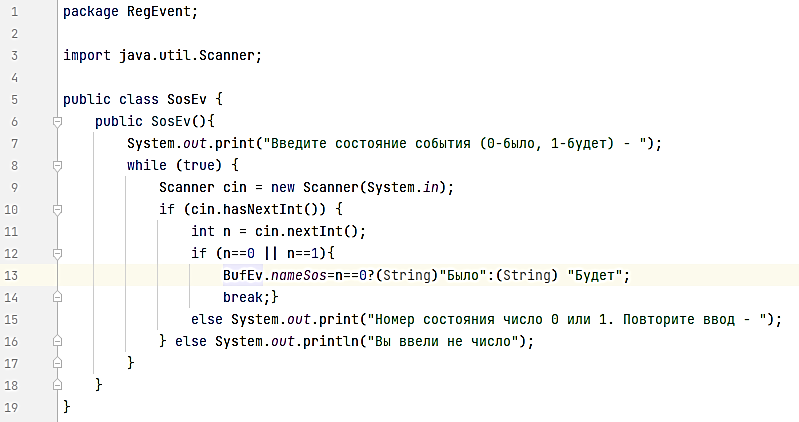 1 package RegEvent;
2
3 import java.util.Scanner;
4
5 public class SosEv {
6 public SosEv(){
7 System.out.print("Введите состояние события (0-было, 1-будет) - ");
8 while (true) {
9 Scanner cin = new Scanner(System.in);
10 if (cin.hasNextInt()) {
11 int n = cin.nextInt();
12 if (n==0 || n==1){
13 BufEv.nameSos=n==0?(String)"Было":(String) "Будет";
14 break;}
15 else System.out.print("Номер состояния число 0 или 1. Повторите ввод - ");
16 } else System.out.println("Вы ввели не число");
17 }
18 }
19 }